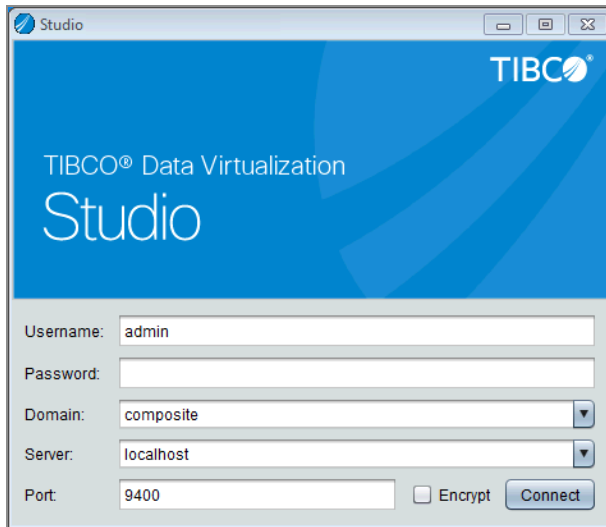 Studio
TIBCO®
TIBCO® Data Virtualization
Studio
Username: admin
Password:
Domain: composite
Server: localhost
Port: 9400 Encrypt Connect